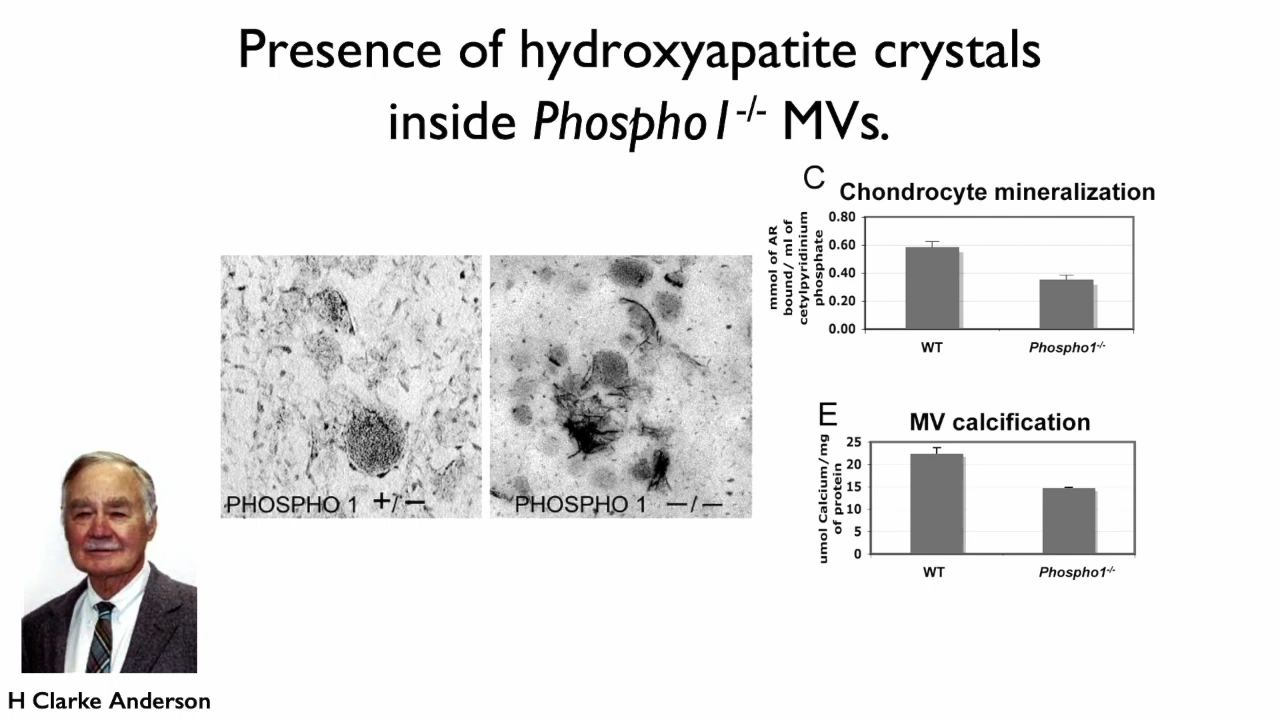 Presence of hydroxyapatite crystals
inside Phospho1-/- MVs.
PHOSPHO 1 +/−
PHOSPHO 1 −/−
C
Chondrocyte mineralization
mmol of AR
bound/ ml of
cetylpyridinium
phosphate
0.80
0.60
0.40
0.20
0.00
WT
Phospho1-/-
E
MV calcification
umol Calcium/mg
of protein
25
20
15
10
5
0
WT
Phospho1-/-
H Clarke Anderson